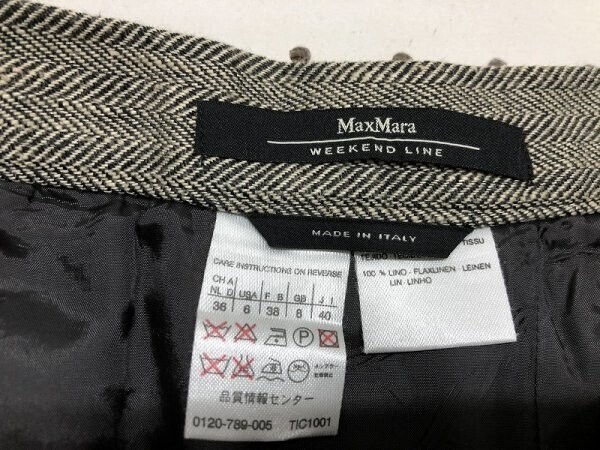 MaxMara
WEEKEND LINE
MADE IN ITALY
CARE INSTRUCTIONS ON REVERSE
CH A
NL D USA F B GB J I
36 6 38 8 40
P
品質情報センター
0120-789-005 TIC1001
TISSU
100 % LINO - FLAXLINEN - LEINEN
LIN - LINHO